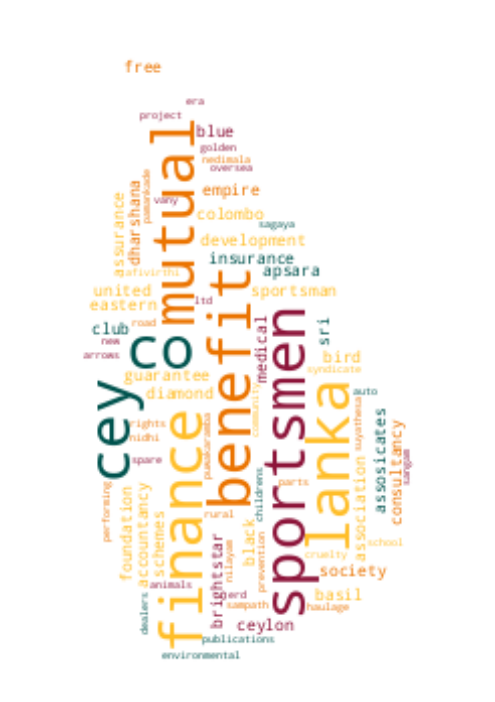 free
era
project
mutual
blue
golden
nedimala
oversea
pamankade
dharshana
assurance
vany
empire
colombo
sagaya
development
insurance
afivirthi
apsara
united
eastern
ltd
sportsman
benefit
club
road
new
arrows
co
cey
medical
sri
bird
syndicate
sportsmen
guarantee
diamond
lanka
auto
suyathesa
assosicates
consultancy
sangam
rights
nidhi
spare
finance
pumakaramba
community
performing
foundation
accountancy
schemes
childrens
parts
association
rural
black
brightstar
nilayam
prevention
cruelty
school
society
animals
gerd
sampath
basil
haulage
dealers
ceylon
publications
environmental